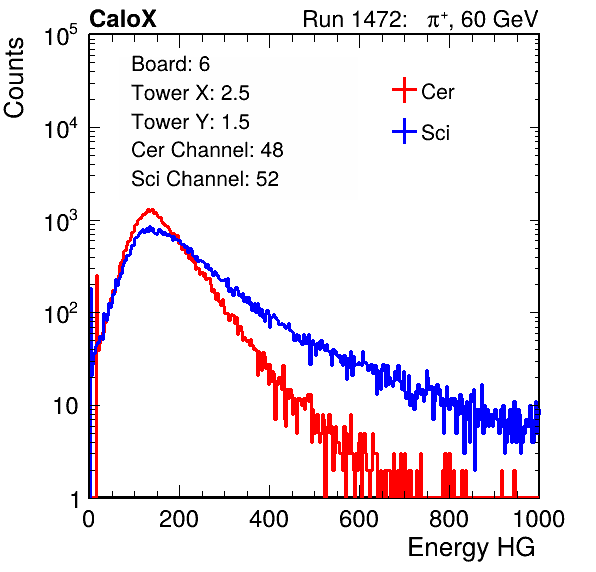 CaloX Run 1472: π⁺, 60 GeV
Counts
Board: 6
Tower X: 2.5
Tower Y: 1.5
Cer Channel: 48
Sci Channel: 52
Cer
Sci
10⁵
10⁴
10³
10²
10
1
0 200 400 600 800 1000
Energy HG